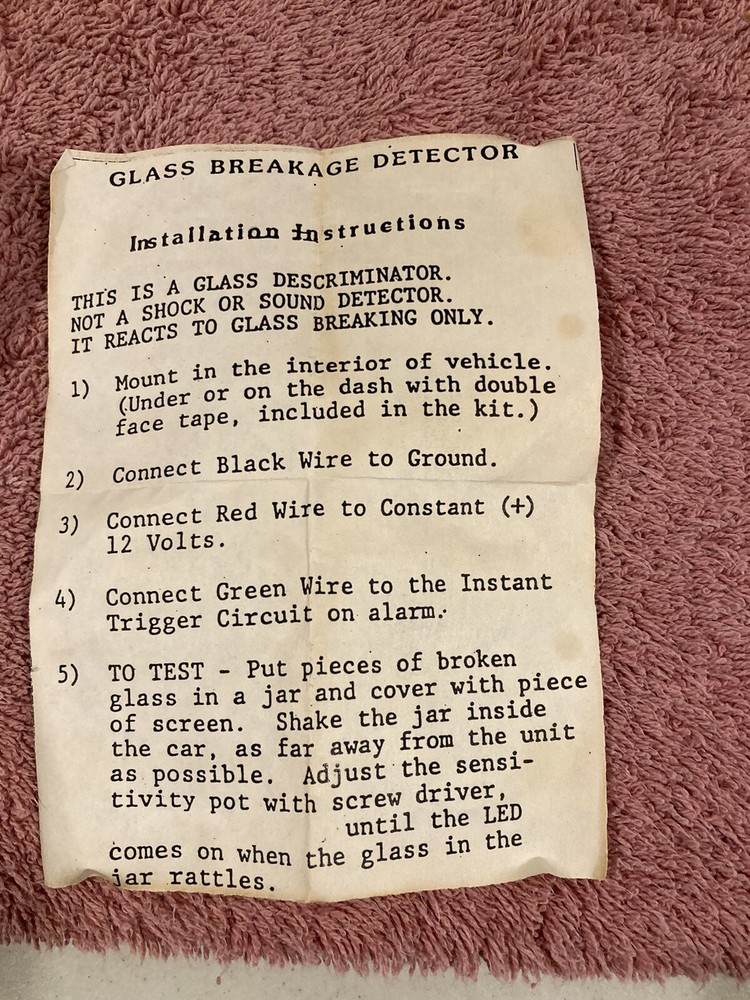 GLASS BREAKAGE DETECTOR
Installation Instructions
THIS IS A GLASS DESCRIMINATOR.
NOT A SHOCK OR SOUND DETECTOR.
IT REACTS TO GLASS BREAKING ONLY.
1) Mount in the interior of vehicle.
(Under or on the dash with double
face tape, included in the kit.)
2) Connect Black Wire to Ground.
3) Connect Red Wire to Constant (+)
12 Volts.
4) Connect Green Wire to the Instant
Trigger Circuit on alarm.
5) TO TEST - Put pieces of broken
glass in a jar and cover with piece
of screen. Shake the jar inside
the car, as far away from the unit
as possible. Adjust the sensi-
tivity pot with screw driver,
until the LED
comes on when the glass in the
jar rattles.